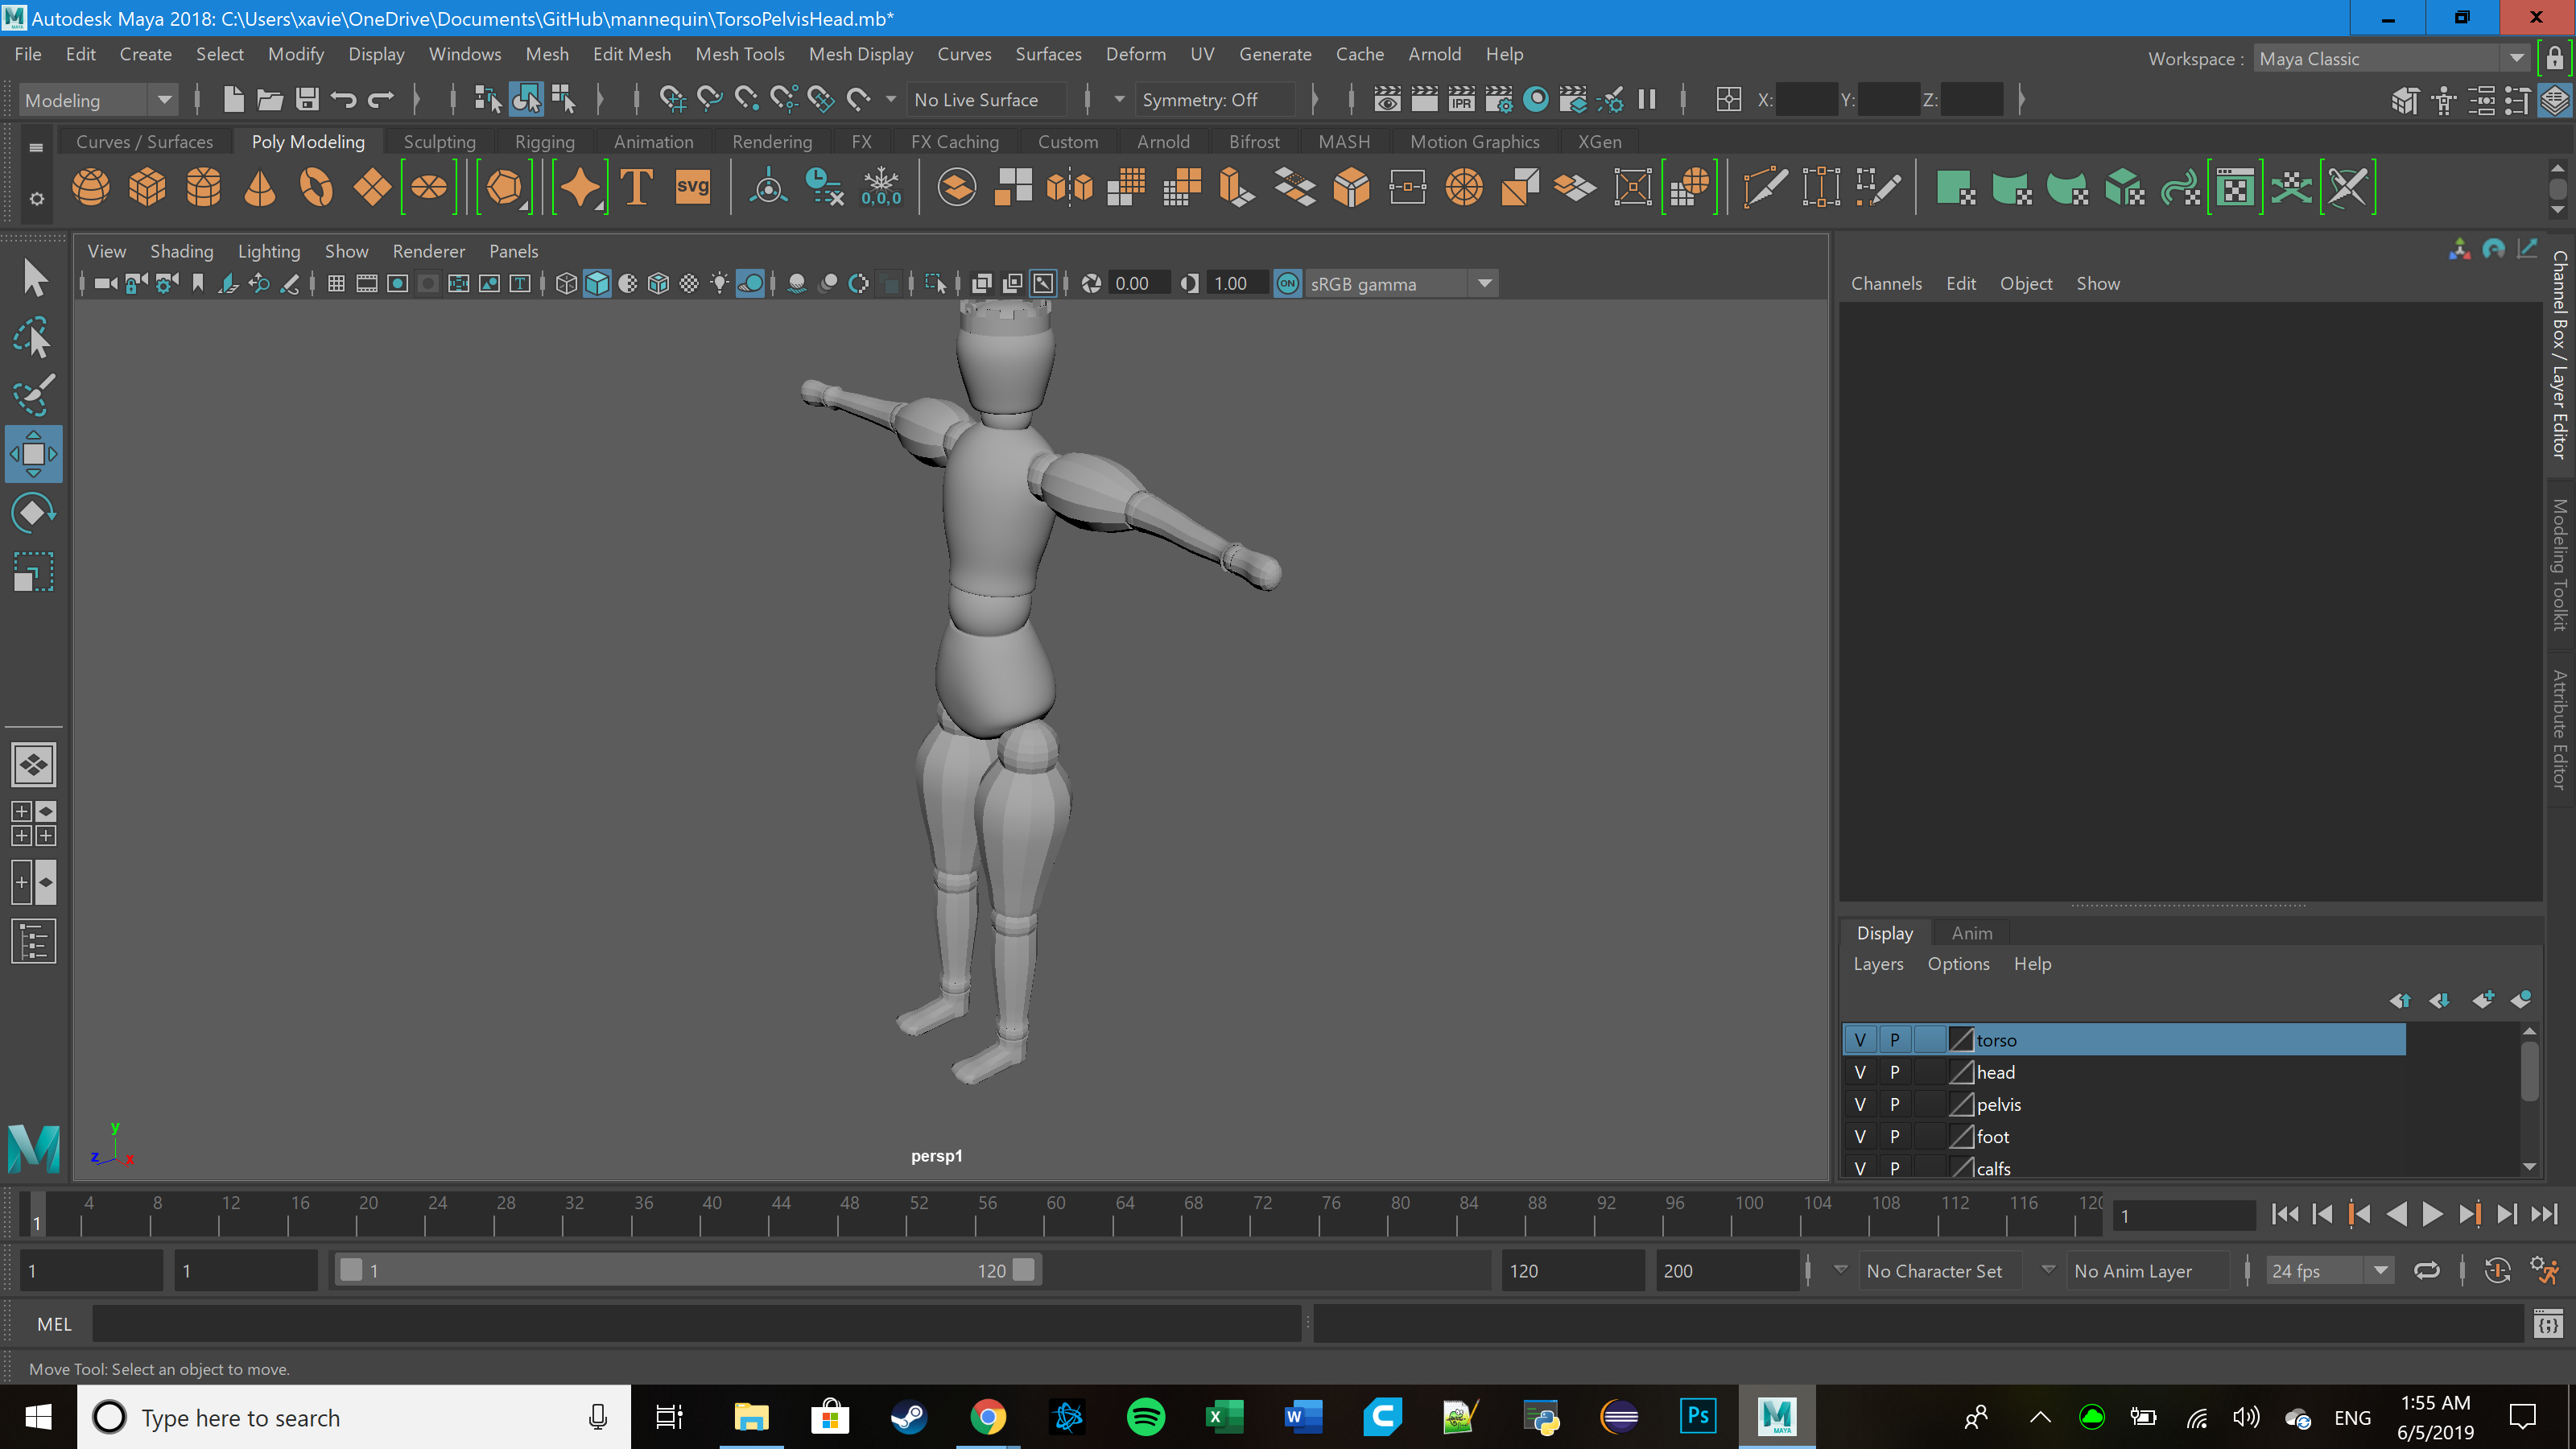 Autodesk Maya 2018: C:\Users\xavie\OneDrive\Documents\GitHub\mannequin\TorsoPelvisHead.mb*
File Edit Create Select Modify Display Windows Mesh Edit Mesh Mesh Tools Mesh Display Curves Surfaces Deform UV Generate Cache Arnold Help
Workspace : Maya Classic
Modeling No Live Surface Symmetry: Off IPR X: Y: Z:
Curves / Surfaces Poly Modeling Sculpting Rigging Animation Rendering FX FX Caching Custom Arnold Bifrost MASH Motion Graphics XGen
T svg 0,0,0
View Shading Lighting Show Renderer Panels
0.00 1.00 ON sRGB gamma
Channels Edit Object Show
Channel Box / Layer Editor
Modeling Toolkit
Attribute Editor
Display Anim
Layers Options Help
V P torso
V P head
V P pelvis
V P foot
V P calfs
y
z x
persp1
4 8 12 16 20 24 28 32 36 40 44 48 52 56 60 64 68 72 76 80 84 88 92 96 100 104 108 112 116 120
1 1
1 1 1 120 120 200 No Character Set No Anim Layer 24 fps
MEL
Move Tool: Select an object to move.
Type here to search
Ps
MAYA
ENG
1:55 AM
6/5/2019